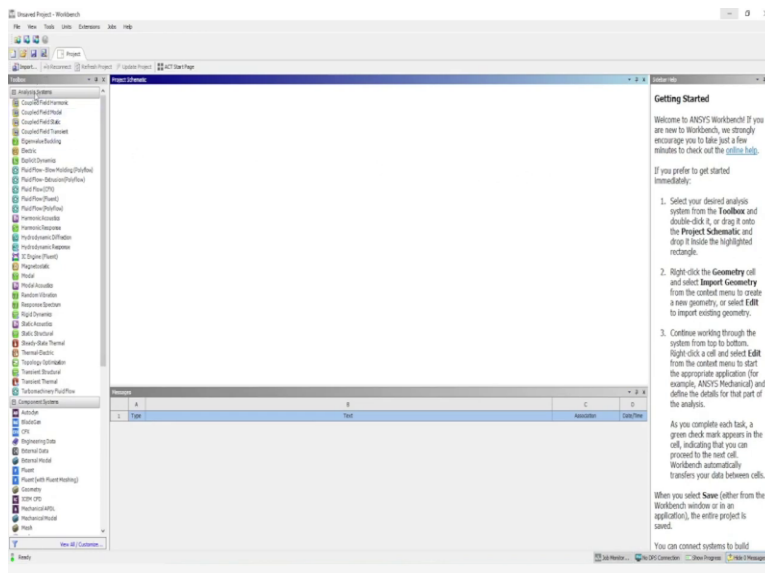 Unsaved Project - Workbench
File View Tools Units Extensions Jobs Help
Project
Import... Reconnect Refresh Project Update Project ACT Start Page
Toolbox
Project Schematic
Sidebar Help
Analysis Systems
Coupled Field Harmonic
Coupled Field Modal
Coupled Field Static
Coupled Field Transient
Eigenvalue Buckling
Electric
Explicit Dynamics
Fluid Flow - Blow Molding (Polyflow)
Fluid Flow - Extrusion (Polyflow)
Fluid Flow (CFX)
Fluid Flow (Fluent)
Fluid Flow (Polyflow)
Harmonic Acoustics
Harmonic Response
Hydrodynamic Diffraction
Hydrodynamic Response
IC Engine (Fluent)
Magnetostatic
Modal
Modal Acoustics
Random Vibration
Response Spectrum
Rigid Dynamics
Static Acoustics
Static Structural
Steady-State Thermal
Thermal-Electric
Topology Optimization
Transient Structural
Transient Thermal
Turbomachinery Fluid Flow
Component Systems
Autodyn
BladeGen
CFX
Engineering Data
External Data
External Model
Fluent
Fluent (with Fluent Meshing)
Geometry
ICEM CFD
Mechanical APDL
Mechanical Model
Mesh
View All / Customize...
Messages
A B C D
1 Type Text Association Date/Time
Getting Started
Welcome to ANSYS Workbench! If you
are new to Workbench, we strongly
encourage you to take just a few
minutes to check out the online help.
If you prefer to get started
immediately:
1. Select your desired analysis
system from the Toolbox and
double-click it, or drag it onto
the Project Schematic and
drop it inside the highlighted
rectangle.
2. Right-click the Geometry cell
and select Import Geometry
from the context menu to create
a new geometry, or select Edit
to import existing geometry.
3. Continue working through the
system from top to bottom.
Right-click a cell and select Edit
from the context menu to start
the appropriate application (for
example, ANSYS Mechanical) and
define the details for that part of
the analysis.
As you complete each task, a
green check mark appears in the
cell, indicating that you can
proceed to the next cell.
Workbench automatically
transfers your data between cells.
When you select Save (either from the
Workbench window or in an
application), the entire project is
saved.
You can connect systems to build
Ready
Job Monitor... No DPS Connection Show Progress Hide 0 Messages